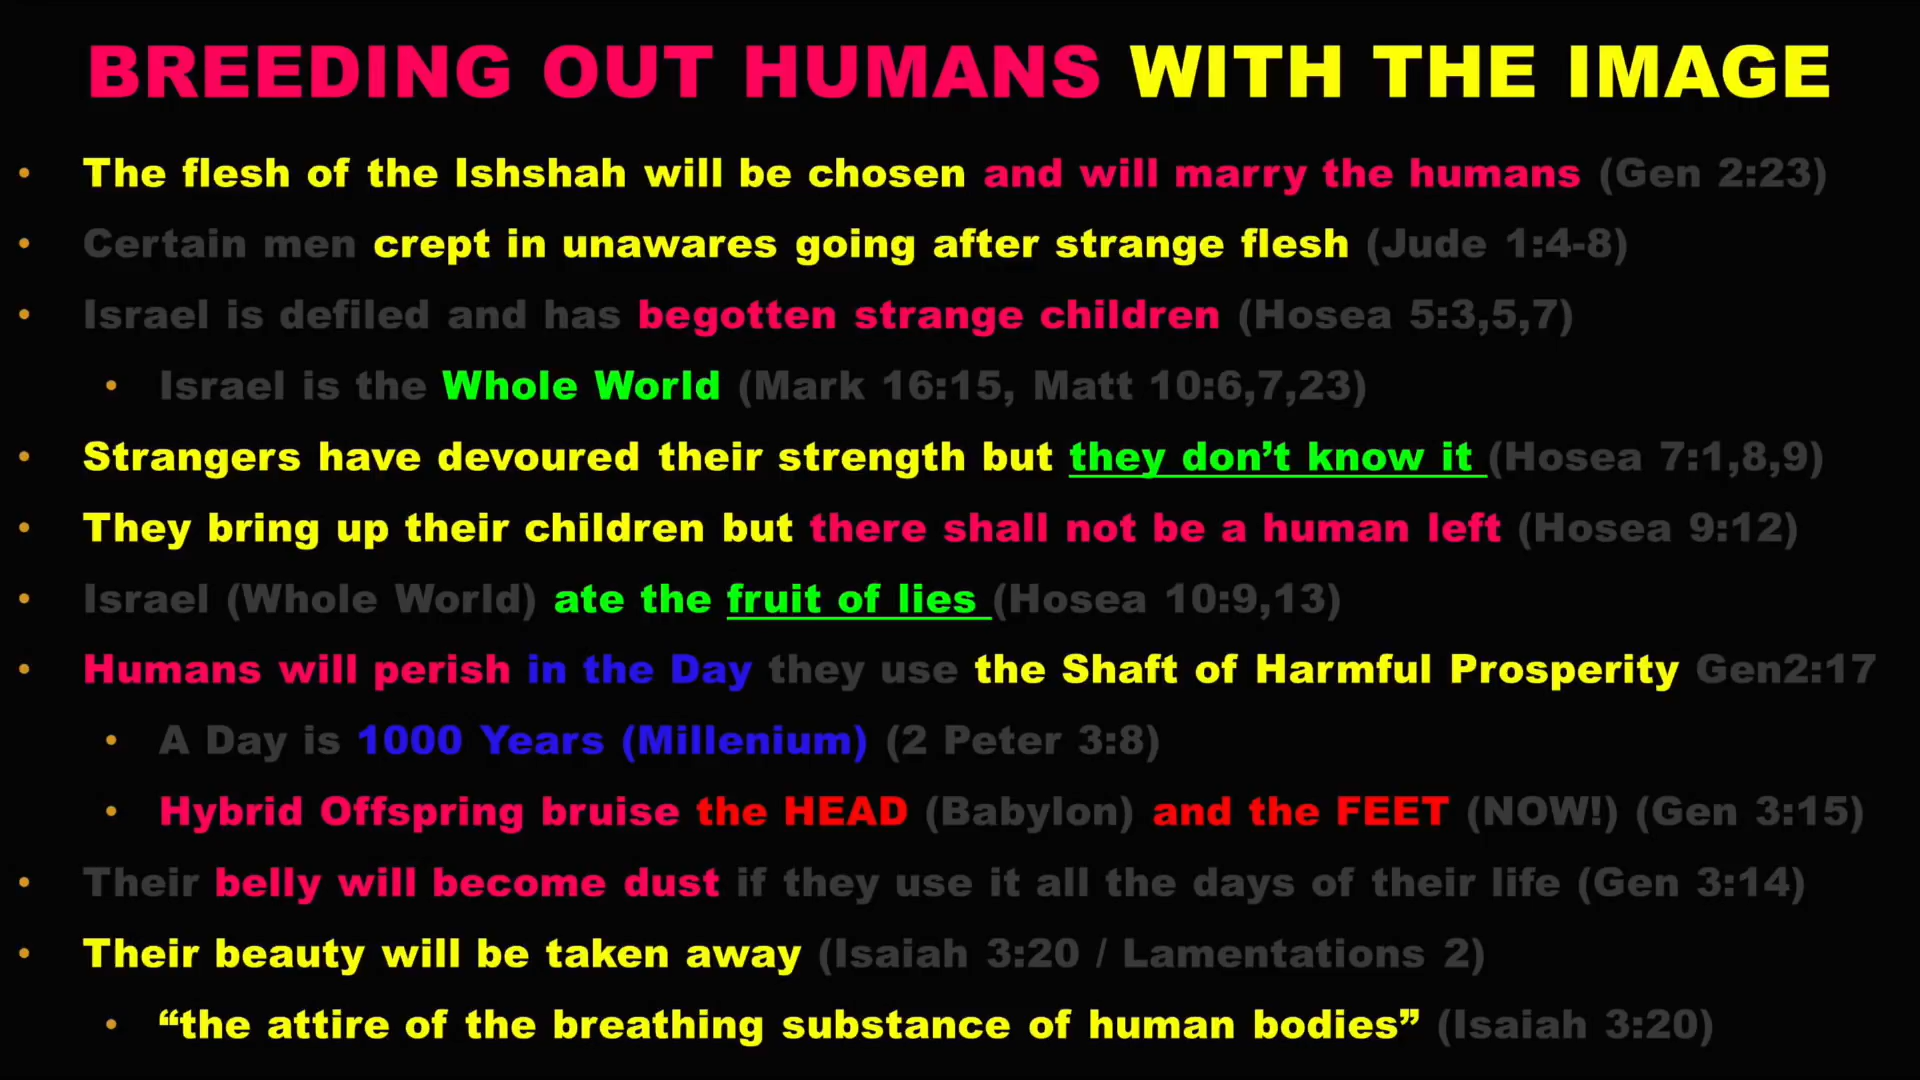 BREEDING OUT HUMANS WITH THE IMAGE
• The flesh of the Ishshah will be chosen and will marry the humans (Gen 2:23)
• Certain men crept in unawares going after strange flesh (Jude 1:4-8)
• Israel is defiled and has begotten strange children (Hosea 5:3,5,7)
• Israel is the Whole World (Mark 16:15, Matt 10:6,7,23)
• Strangers have devoured their strength but they don’t know it (Hosea 7:1,8,9)
• They bring up their children but there shall not be a human left (Hosea 9:12)
• Israel (Whole World) ate the fruit of lies (Hosea 10:9,13)
• Humans will perish in the Day they use the Shaft of Harmful Prosperity Gen2:17
• A Day is 1000 Years (Millenium) (2 Peter 3:8)
• Hybrid Offspring bruise the HEAD (Babylon) and the FEET (NOW!) (Gen 3:15)
• Their belly will become dust if they use it all the days of their life (Gen 3:14)
• Their beauty will be taken away (Isaiah 3:20 / Lamentations 2)
• “the attire of the breathing substance of human bodies” (Isaiah 3:20)